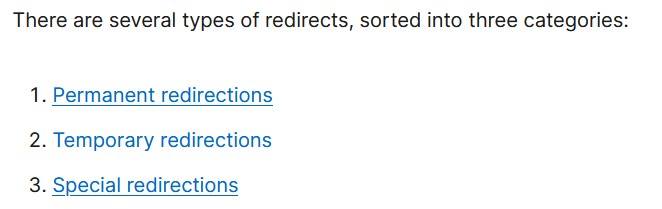 There are several types of redirects, sorted into three categories:
1. Permanent redirections
2. Temporary redirections
3. Special redirections